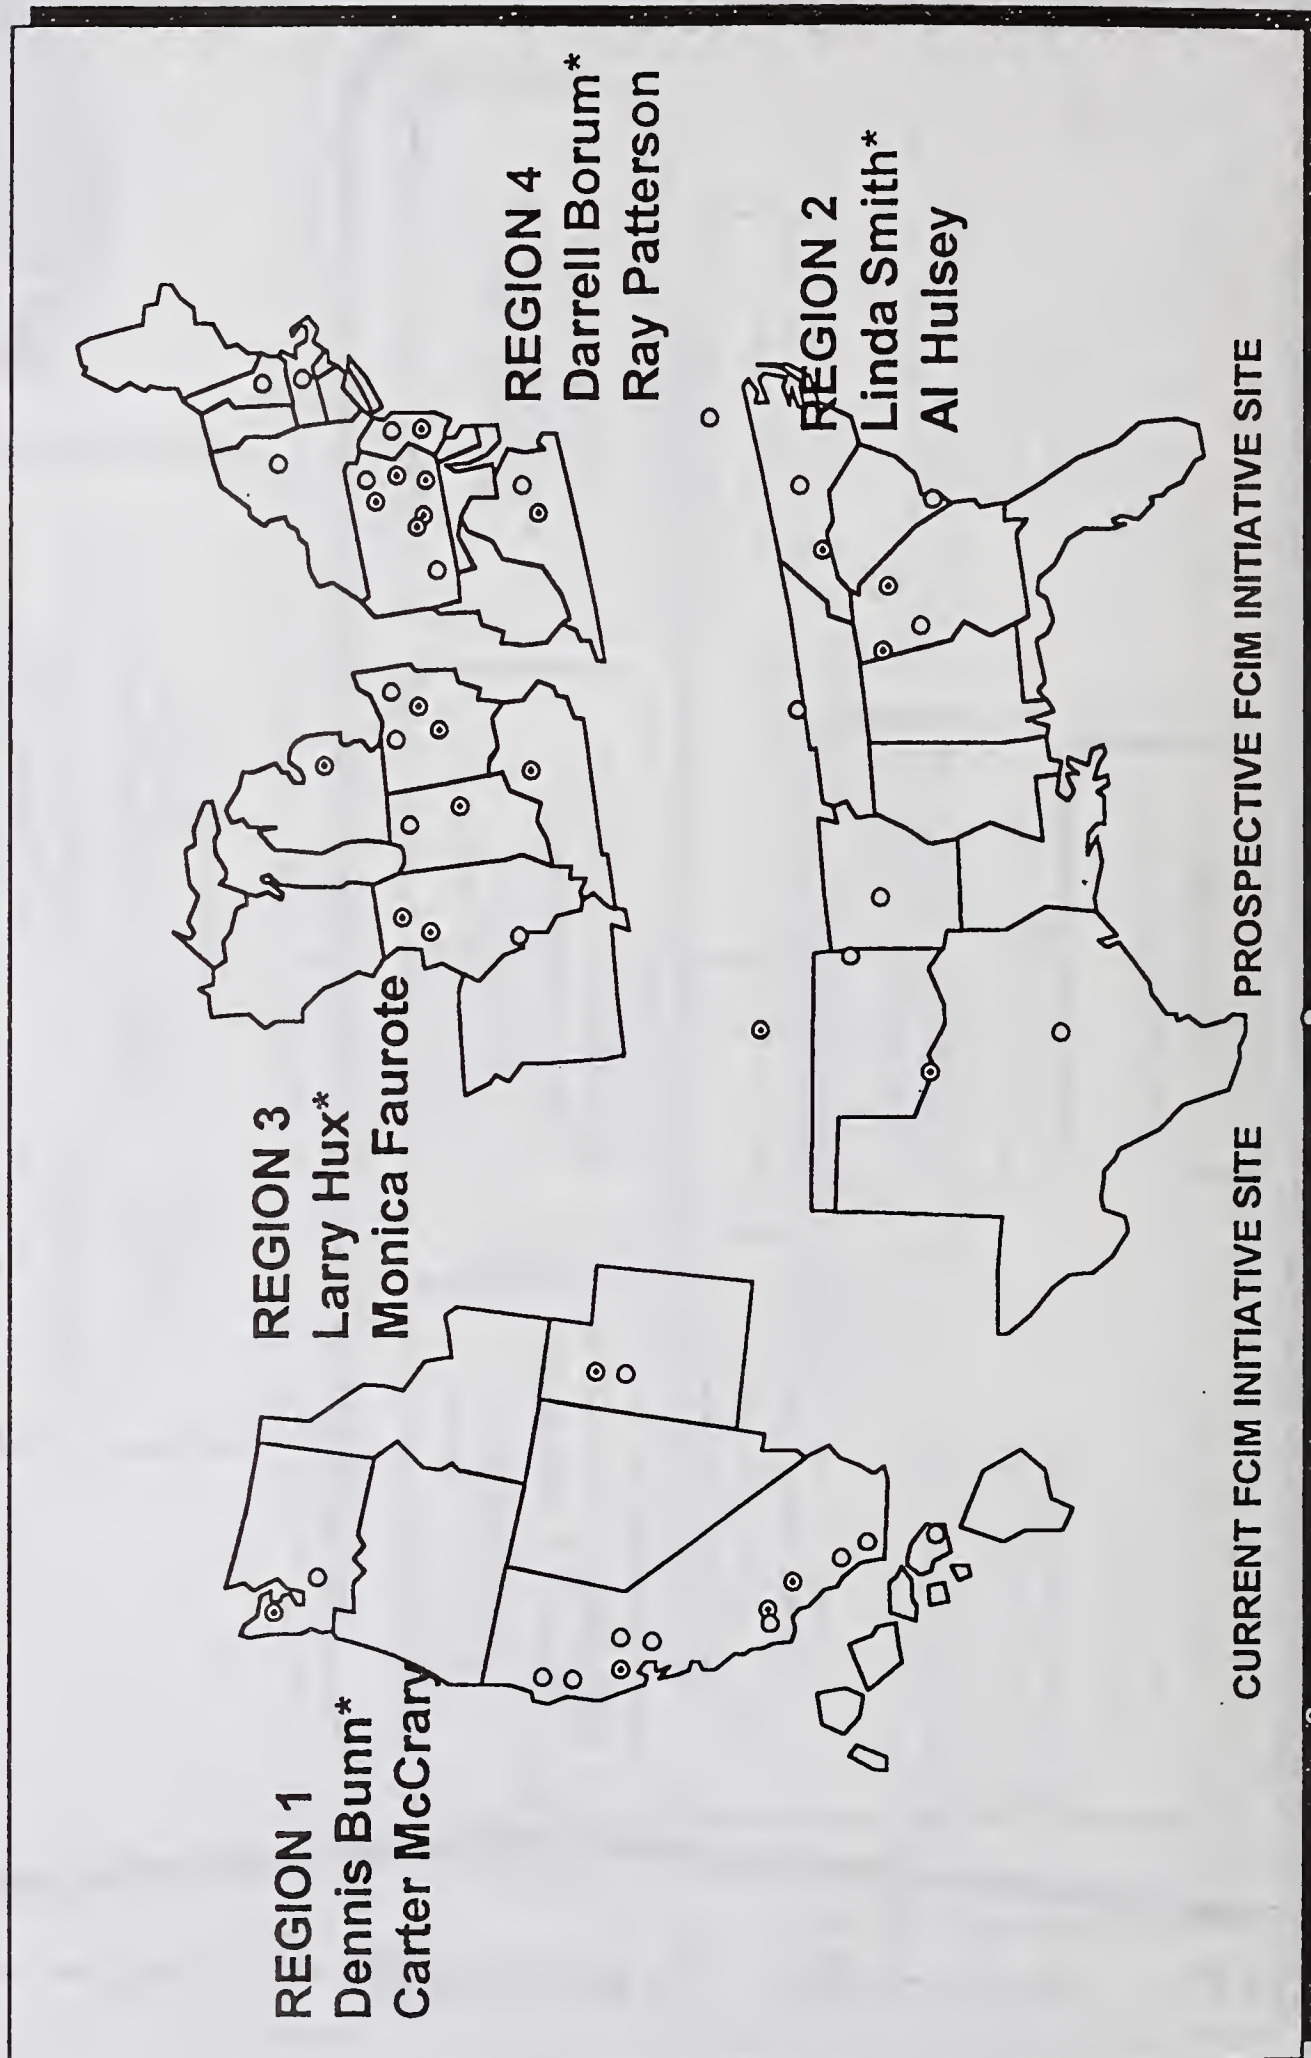 REGION 1
Dennis Bunn*
Carter McCrary
REGION 3
Larry Hux*
Monica Faurote
REGION 4
Darrell Borum*
Ray Patterson
REGION 2
Linda Smith*
Al Hulsey
CURRENT FCIM INITIATIVE SITE
PROSPECTIVE FCIM INITIATIVE SITE